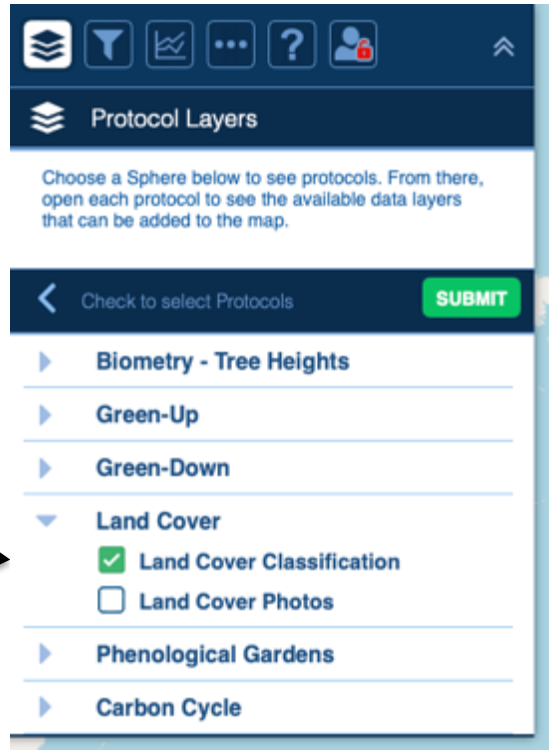 ?
Protocol Layers
Choose a Sphere below to see protocols. From there,
open each protocol to see the available data layers
that can be added to the map.
Check to select Protocols SUBMIT
Biometry - Tree Heights
Green-Up
Green-Down
Land Cover
Land Cover Classification
Land Cover Photos
Phenological Gardens
Carbon Cycle